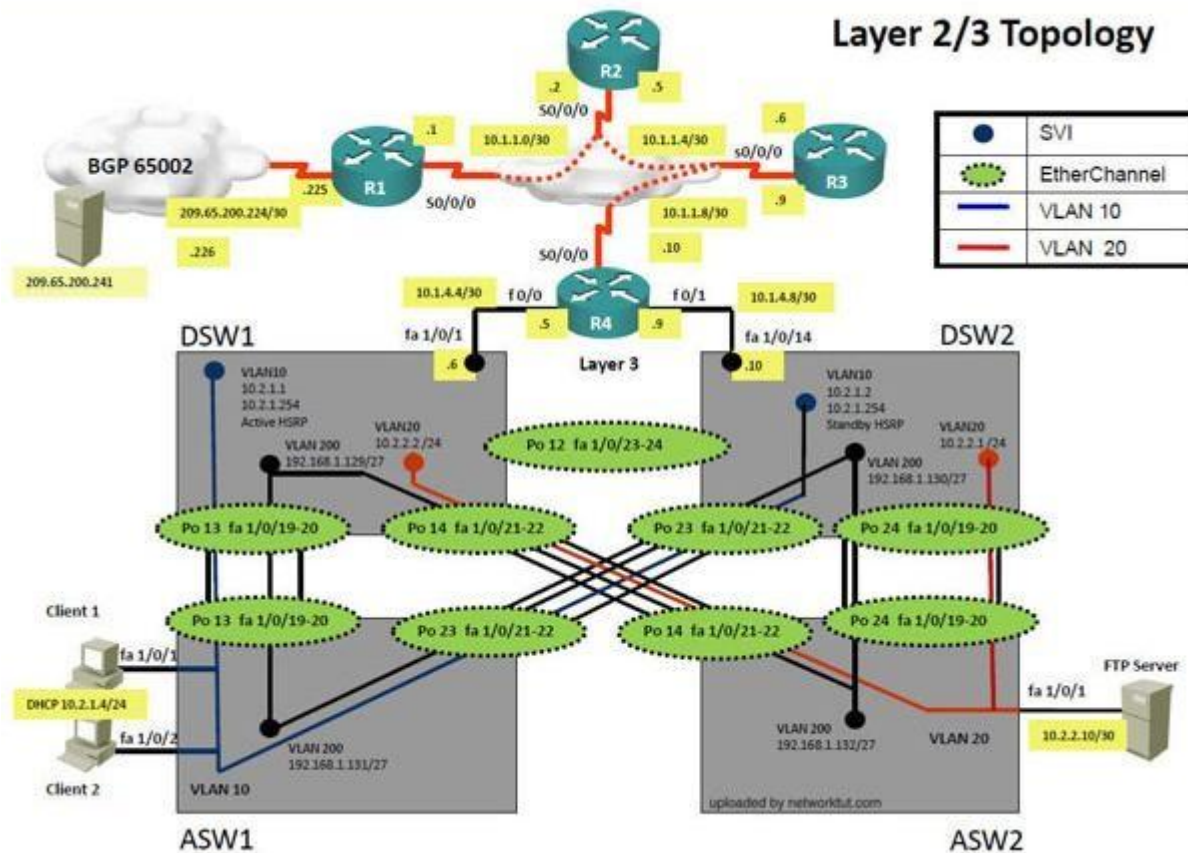 Layer 2/3 Topology
R2
.2
.5
S0/0/0
.1
10.1.1.0/30
10.1.1.4/30
.6
SVI
EtherChannel
VLAN 10
VLAN 20
BGP 65002
.225
R1
s0/0/0
R3
S0/0/0
.9
209.65.200.224/30
10.1.1.8/30
.226
.10
S0/0/0
209.65.200.241
10.1.4.4/30
f 0/0
f 0/1
10.1.4.8/30
.5
R4
.9
DSW1
fa 1/0/1
fa 1/0/14
DSW2
.6
Layer 3
.10
VLAN10
10.2.1.1
10.2.1.254
Active HSRP
VLAN10
10.2.1.2
10.2.1.254
Standby HSRP
VLAN20
10.2.2.2 /24
VLAN20
10.2.2.1 /24
VLAN 200
192.168.1.129/27
Po 12 fa 1/0/23-24
VLAN 200
192.168.1.130/27
Po 13 fa 1/0/19-20
Po 14 fa 1/0/21-22
Po 23 fa 1/0/21-22
Po 24 fa 1/0/19-20
Client 1
Po 13 fa 1/0/19-20
Po 23 fa 1/0/21-22
Po 14 fa 1/0/21-22
Po 24 fa 1/0/19-20
fa 1/0/1
FTP Server
DHCP 10.2.1.4/24
fa 1/0/1
fa 1/0/2
10.2.2.10/30
VLAN 200
192.168.1.131/27
VLAN 200
192.168.1.132/27
VLAN 20
Client 2
VLAN 10
uploaded by networktut.com
ASW1
ASW2